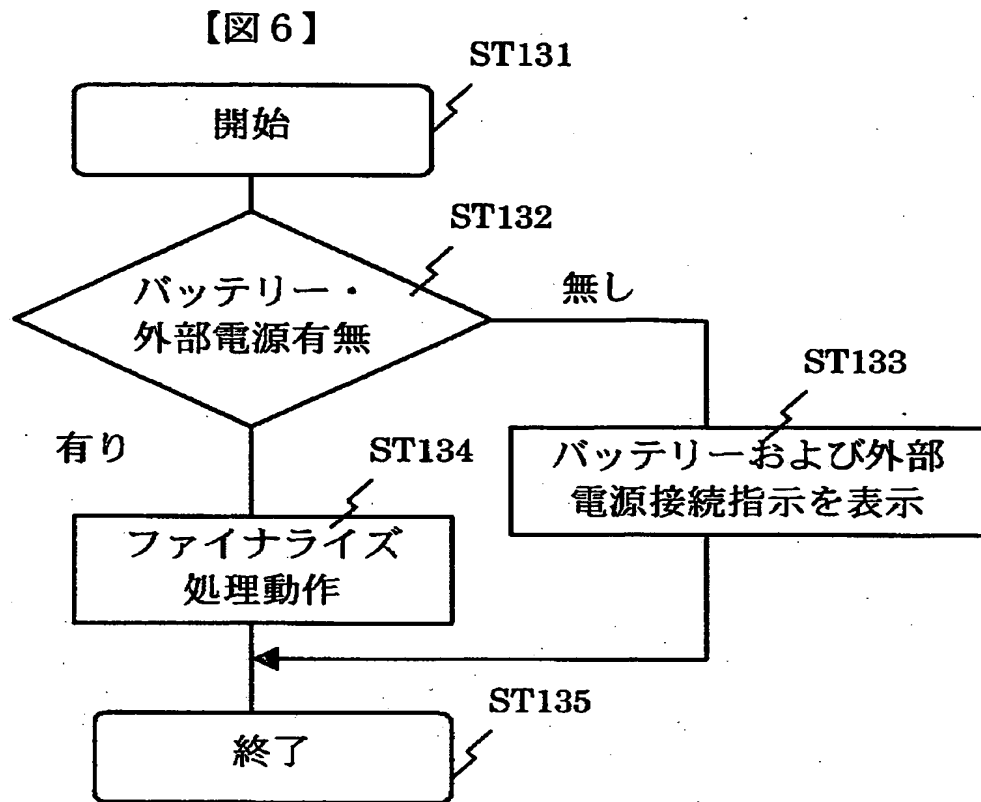 【図６】
ST131
開始
ST132
バッテリー・
外部電源有無
無し
ST133
バッテリーおよび外部
電源接続指示を表示
有り
ST134
ファイナライズ
処理動作
ST135
終了